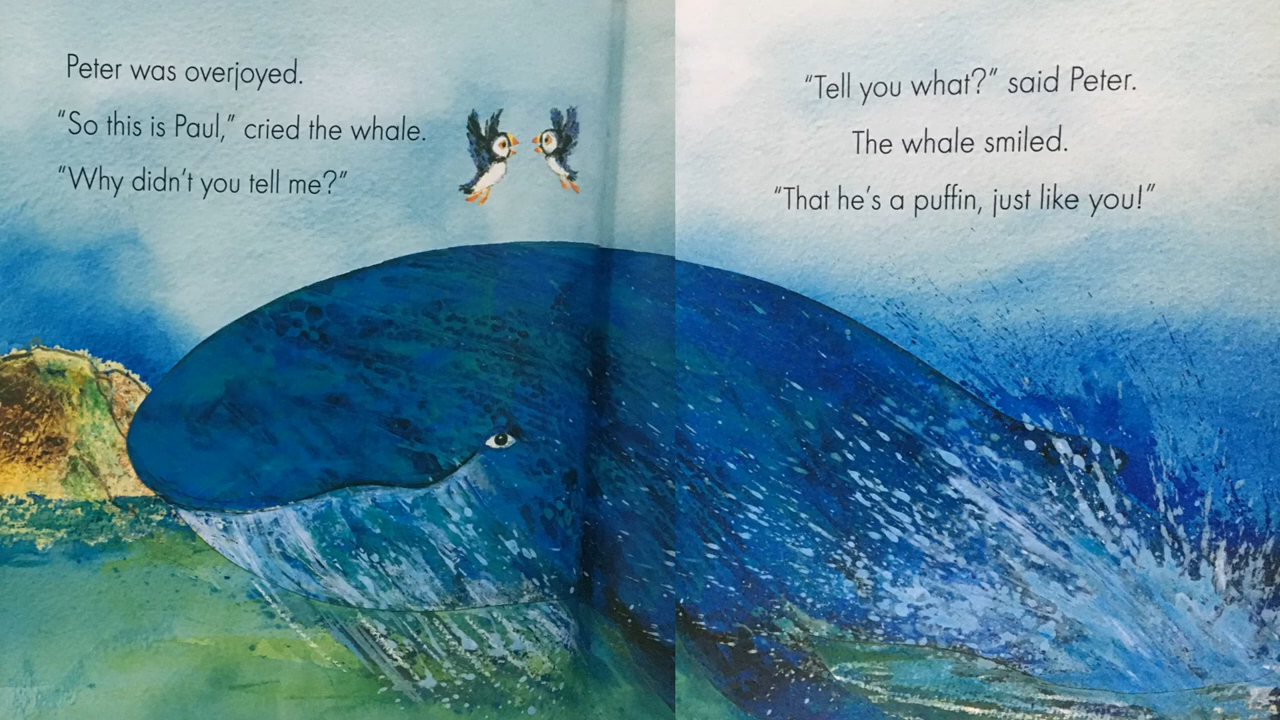 Peter was overjoyed.
“So this is Paul,” cried the whale.
“Why didn’t you tell me?”
“Tell you what?” said Peter.
The whale smiled.
“That he’s a puffin, just like you!”